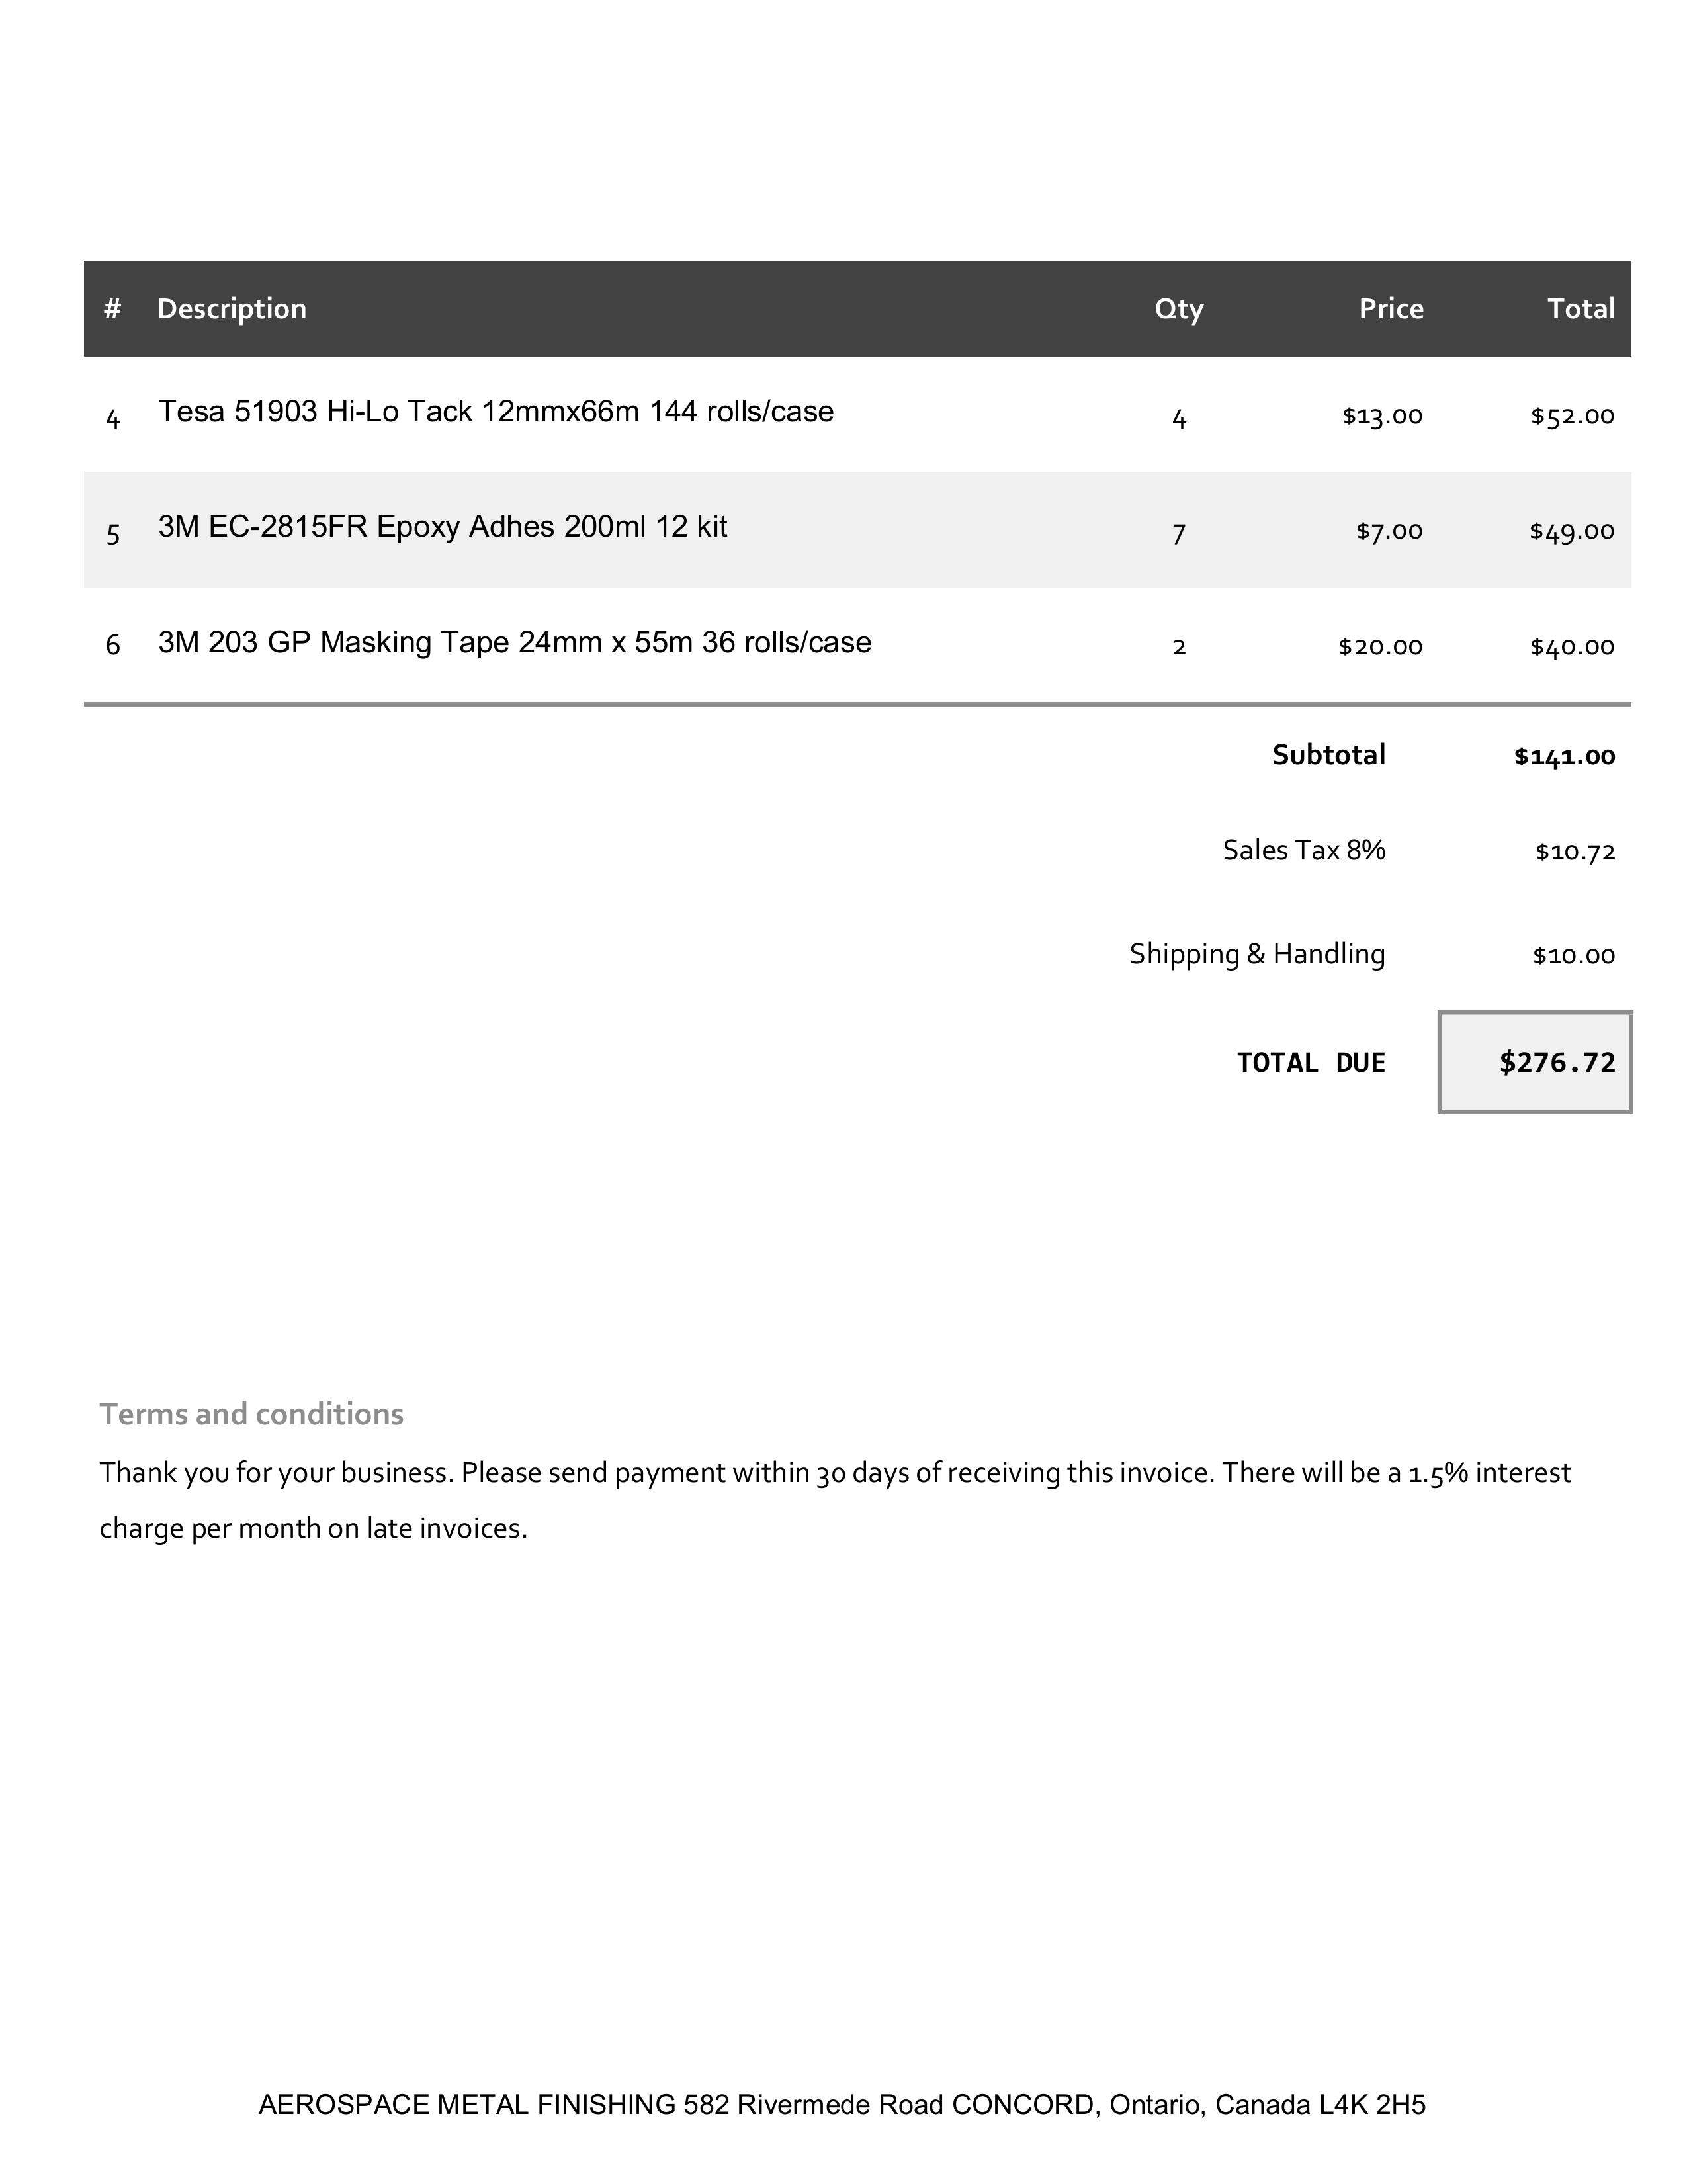 # Description Qty Price Total
4 Tesa 51903 Hi-Lo Tack 12mmx66m 144 rolls/case 4 $13.00 $52.00
5 3M EC-2815FR Epoxy Adhes 200ml 12 kit 7 $7.00 $49.00
6 3M 203 GP Masking Tape 24mm x 55m 36 rolls/case 2 $20.00 $40.00
Subtotal $141.00
Sales Tax 8% $10.72
Shipping & Handling $10.00
TOTAL DUE $276.72
Terms and conditions
Thank you for your business. Please send payment within 30 days of receiving this invoice. There will be a 1.5% interest
charge per month on late invoices.
AEROSPACE METAL FINISHING 582 Rivermede Road CONCORD, Ontario, Canada L4K 2H5